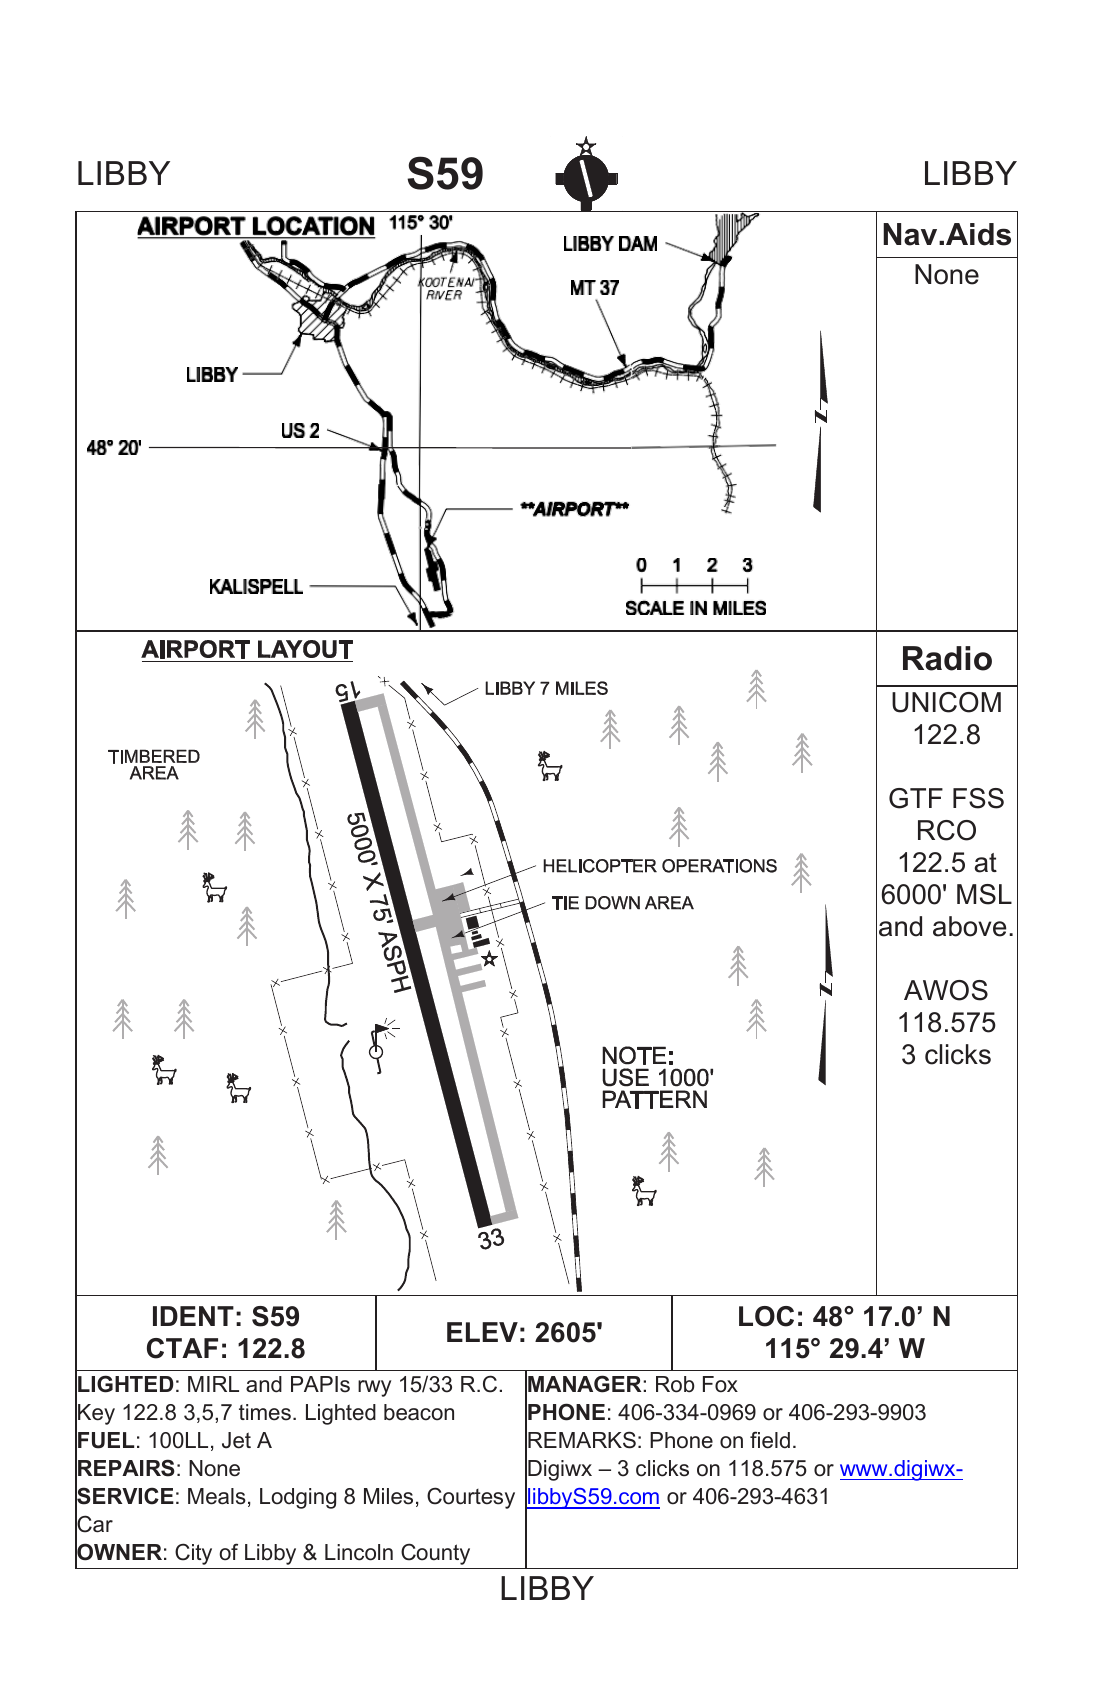 LIBBY
S59
LIBBY
AIRPORT LOCATION
115° 30'
LIBBY DAM
KOOTENAI
RIVER
MT 37
LIBBY
US 2
48° 20'
**AIRPORT**
KALISPELL
0 1 2 3
SCALE IN MILES
N
Nav.Aids
None
AIRPORT LAYOUT
15
LIBBY 7 MILES
TIMBERED
AREA
5000' X 75' ASPH
HELICOPTER OPERATIONS
TIE DOWN AREA
N
NOTE:
USE 1000'
PATTERN
33
Radio
UNICOM
122.8
GTF FSS
RCO
122.5 at
6000' MSL
and above.
AWOS
118.575
3 clicks
IDENT: S59
CTAF: 122.8
ELEV: 2605'
LOC: 48° 17.0’ N
115° 29.4’ W
LIGHTED: MIRL and PAPIs rwy 15/33 R.C.
Key 122.8 3,5,7 times. Lighted beacon
FUEL: 100LL, Jet A
REPAIRS: None
SERVICE: Meals, Lodging 8 Miles, Courtesy
Car
OWNER: City of Libby & Lincoln County
MANAGER: Rob Fox
PHONE: 406-334-0969 or 406-293-9903
REMARKS: Phone on field.
Digiwx – 3 clicks on 118.575 or www.digiwx-
libbyS59.com or 406-293-4631
LIBBY